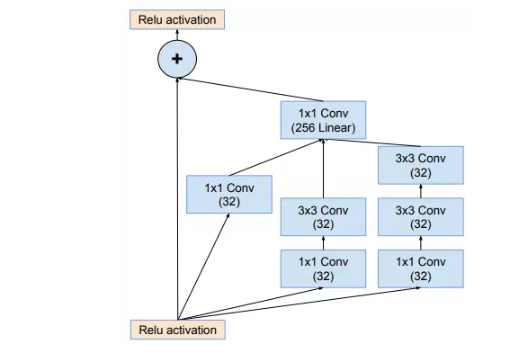 Relu activation
+
1x1 Conv
(256 Linear)
3x3 Conv
(32)
1x1 Conv
(32)
3x3 Conv
(32)
3x3 Conv
(32)
1x1 Conv
(32)
1x1 Conv
(32)
Relu activation